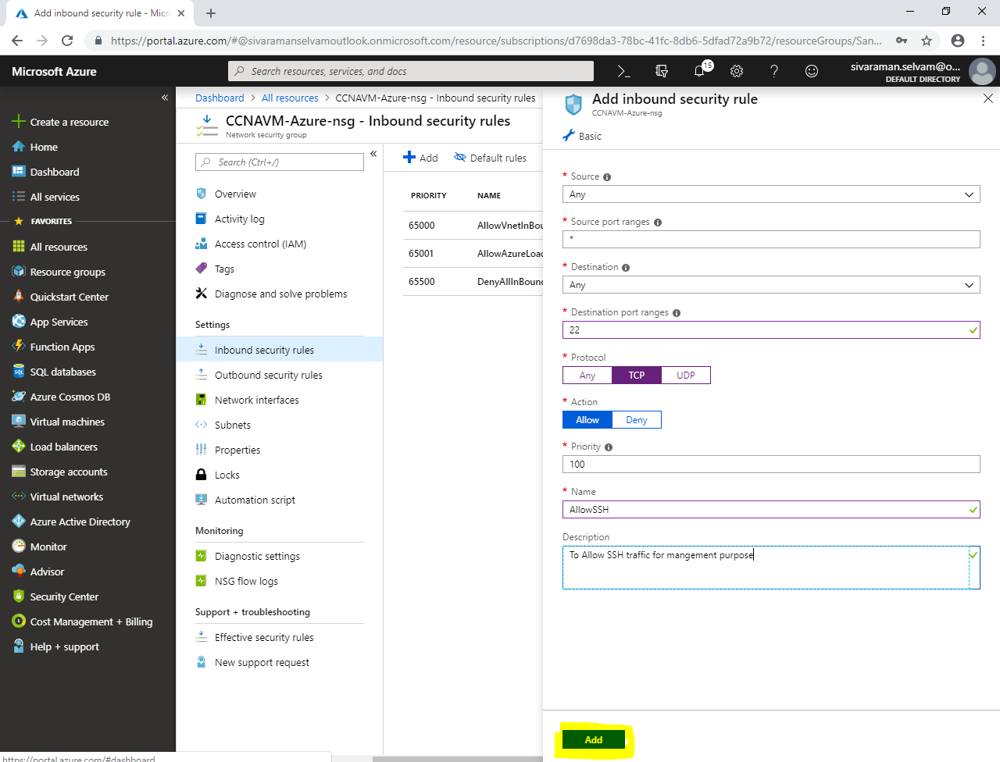 Add inbound security rule - Micr
https://portal.azure.com/#@sivaramanselvamoutlook.onmicrosoft.com/resource/subscriptions/d7698da3-78bc-41fc-8db6-5dfad72a9b72/resourceGroups/San...
Microsoft Azure
Search resources, services, and docs
15
sivaraman.selvam@o...
DEFAULT DIRECTORY
Create a resource
Home
Dashboard
All services
FAVORITES
All resources
Resource groups
Quickstart Center
App Services
Function Apps
SQL databases
Azure Cosmos DB
Virtual machines
Load balancers
Storage accounts
Virtual networks
Azure Active Directory
Monitor
Advisor
Security Center
Cost Management + Billing
Help + support
https://portal.azure.com/#dashboard
Dashboard > All resources > CCNAVM-Azure-nsg - Inbound security rules
CCNAVM-Azure-nsg - Inbound security rules
Network security group
Search (Ctrl+/)
Overview
Activity log
Access control (IAM)
Tags
Diagnose and solve problems
Settings
Inbound security rules
Outbound security rules
Network interfaces
Subnets
Properties
Locks
Automation script
Monitoring
Diagnostic settings
NSG flow logs
Support + troubleshooting
Effective security rules
New support request
Add Default rules
PRIORITY NAME
65000 AllowVnetInBou
65001 AllowAzureLoad
65500 DenyAllInBound
Add inbound security rule
CCNAVM-Azure-nsg
Basic
* Source
Any
* Source port ranges
*
* Destination
Any
* Destination port ranges
22
* Protocol
Any TCP UDP
* Action
Allow Deny
* Priority
100
* Name
AllowSSH
Description
To Allow SSH traffic for mangement purpose
Add